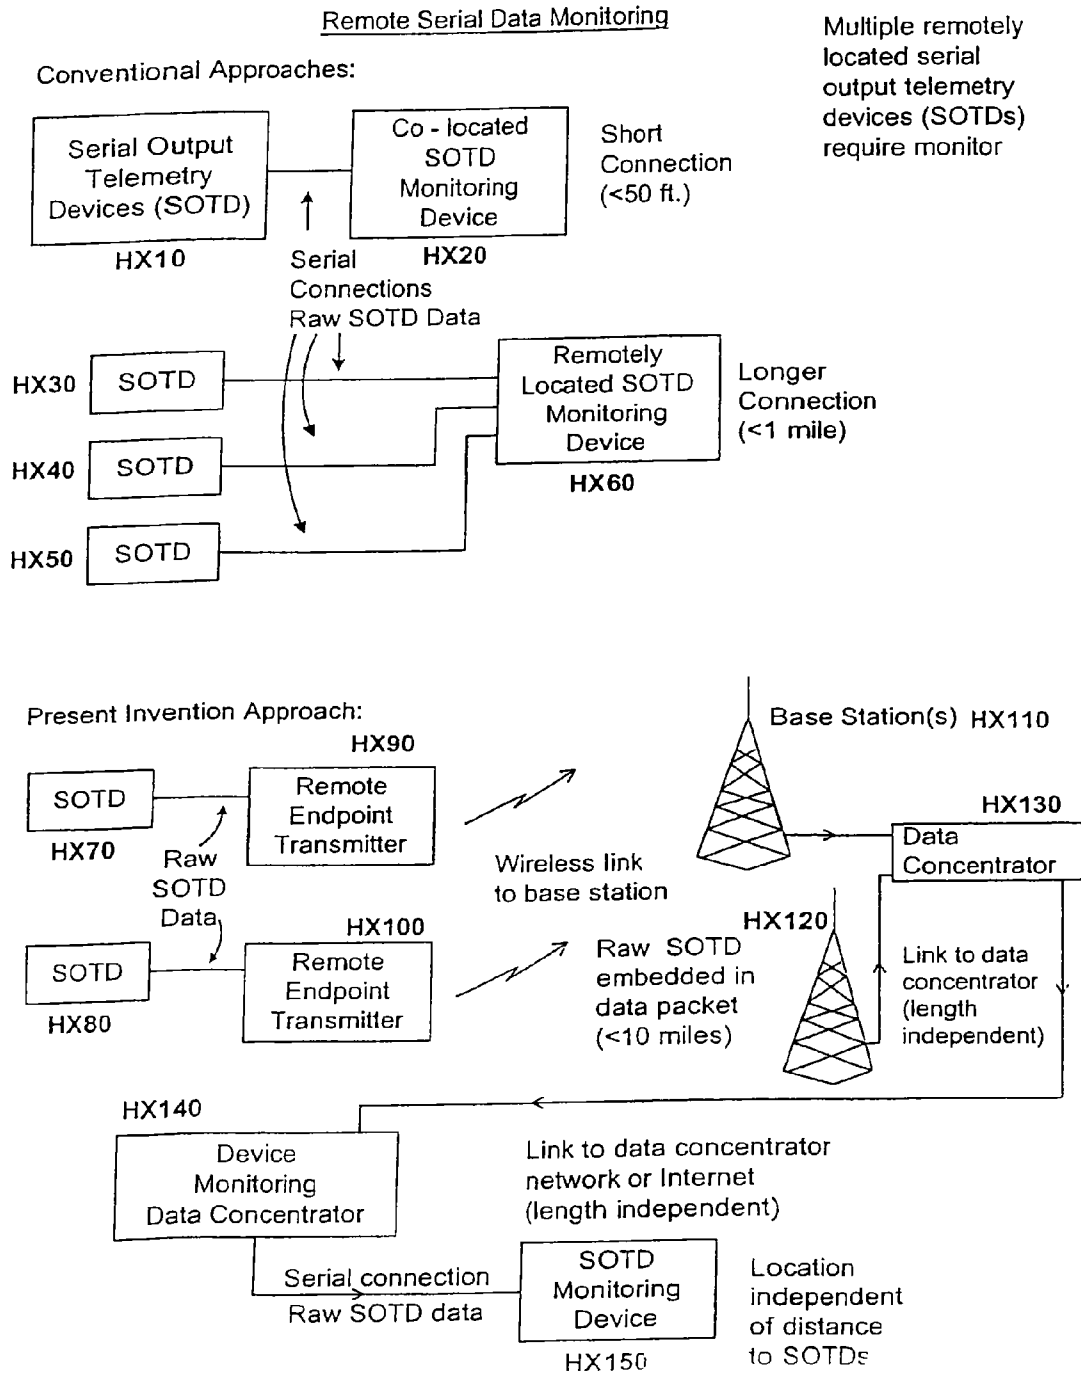 Remote Serial Data Monitoring
Multiple remotely
located serial
output telemetry
devices (SOTDs)
require monitor
Conventional Approaches:
Serial Output
Telemetry
Devices (SOTD)
HX10
Co - located
SOTD
Monitoring
Device
HX20
Short
Connection
(<50 ft.)
Serial
Connections
Raw SOTD Data
HX30
SOTD
HX40
SOTD
HX50
SOTD
Remotely
Located SOTD
Monitoring
Device
HX60
Longer
Connection
(<1 mile)
Present Invention Approach:
SOTD
HX70
Raw
SOTD
Data
HX90
Remote
Endpoint
Transmitter
SOTD
HX80
HX100
Remote
Endpoint
Transmitter
Wireless link
to base station
Raw SOTD
embedded in
data packet
(<10 miles)
Base Station(s) HX110
HX120
HX130
Data
Concentrator
Link to data
concentrator
(length
independent)
HX140
Device
Monitoring
Data Concentrator
Link to data concentrator
network or Internet
(length independent)
Serial connection
Raw SOTD data
SOTD
Monitoring
Device
HX150
Location
independent
of distance
to SOTDs